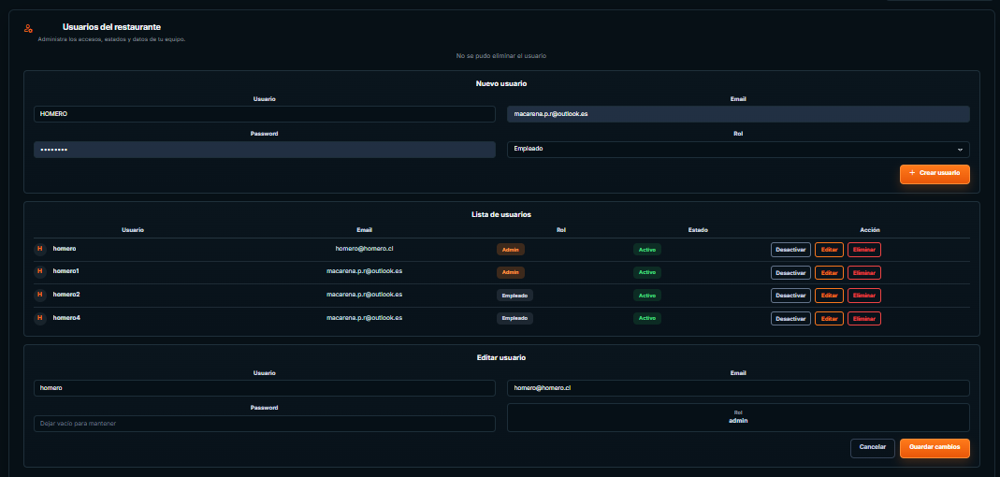 Usuarios del restaurante
Administra los accesos, estados y datos de tu equipo.
No se pudo eliminar el usuario
Nuevo usuario
Usuario Email
HOMERO macarena.p.r@outlook.es
Password Rol
•••••••• Empleado
+ Crear usuario
Lista de usuarios
Usuario Email Rol Estado Acción
H homero homero@homero.cl Admin Activo Desactivar Editar Eliminar
H homero1 macarena.p.r@outlook.es Admin Activo Desactivar Editar Eliminar
H homero2 macarena.p.r@outlook.es Empleado Activo Desactivar Editar Eliminar
H homero4 macarena.p.r@outlook.es Empleado Activo Desactivar Editar Eliminar
Editar usuario
Usuario Email
homero homero@homero.cl
Password Rol
Dejar vacío para mantener admin
Cancelar Guardar cambios